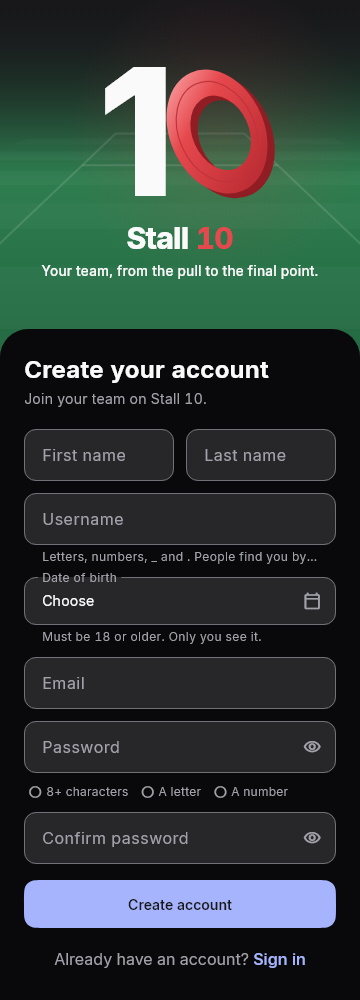 10
Stall 10
Your team, from the pull to the final point.
Create your account
Join your team on Stall 10.
First name Last name
Username
Letters, numbers, _ and . People find you by…
Date of birth
Choose
Must be 18 or older. Only you see it.
Email
Password
8+ characters A letter A number
Confirm password
Create account
Already have an account? Sign in